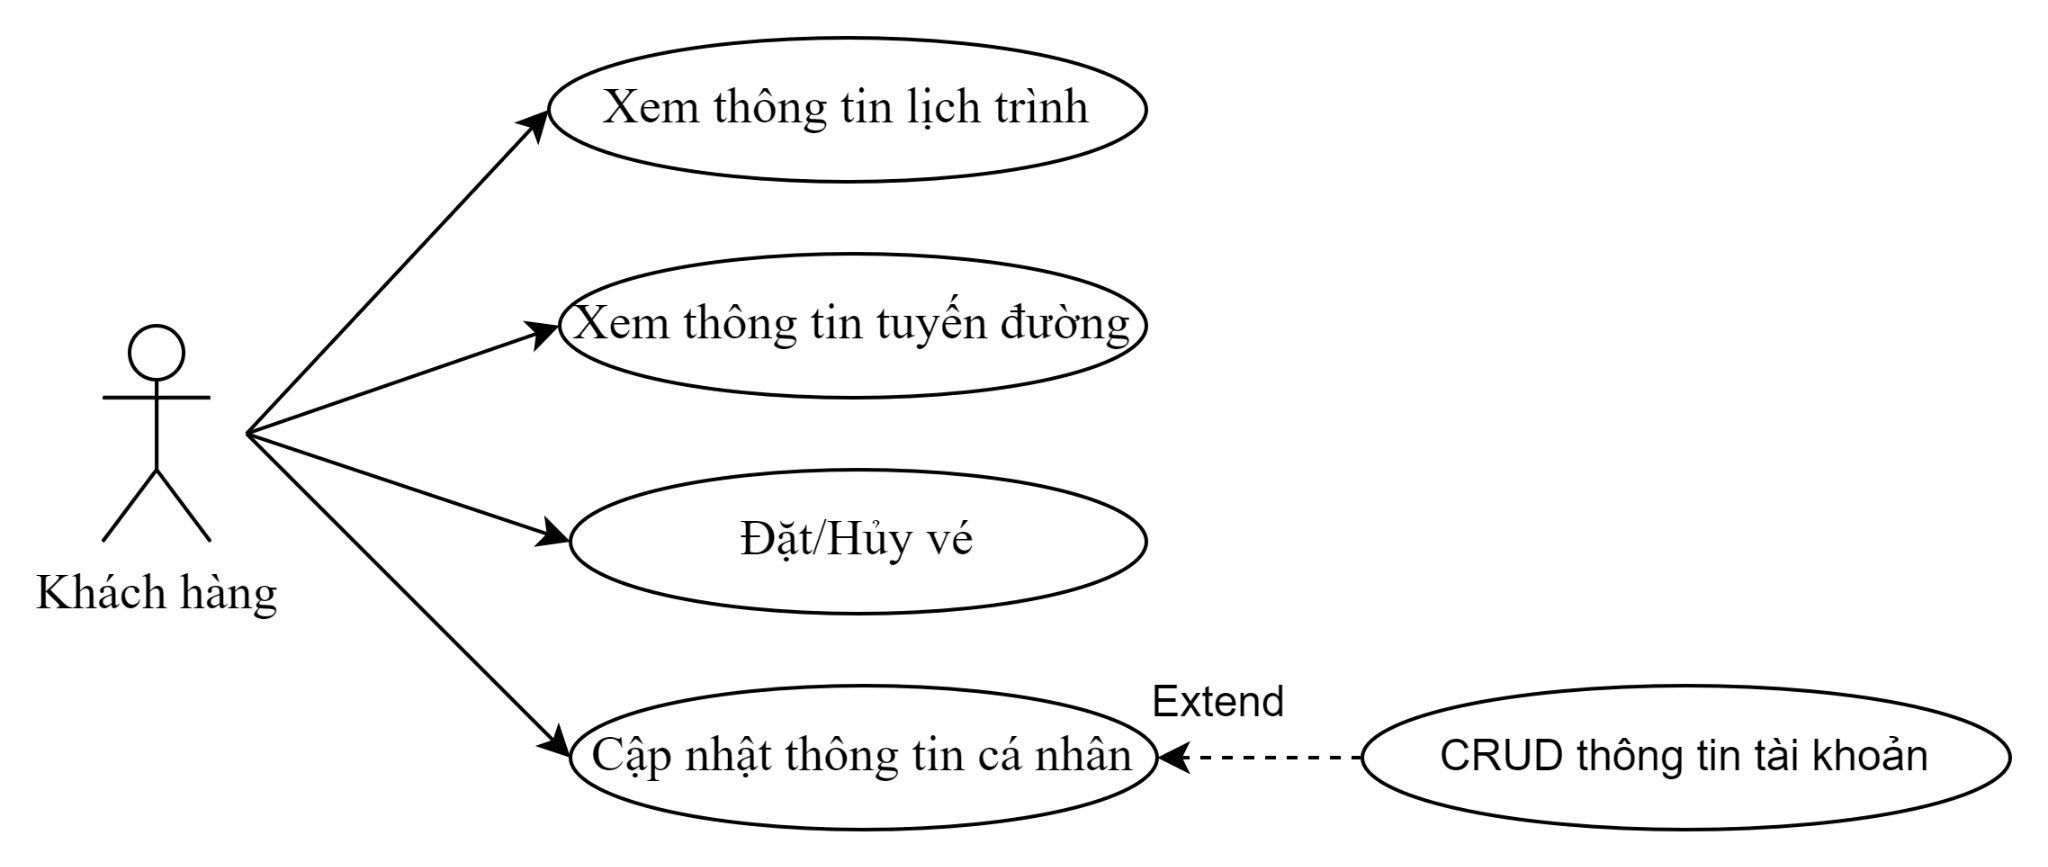 Xem thông tin lịch trình
Xem thông tin tuyến đường
Đặt/Hủy vé
Khách hàng
Extend
Cập nhật thông tin cá nhân
CRUD thông tin tài khoản